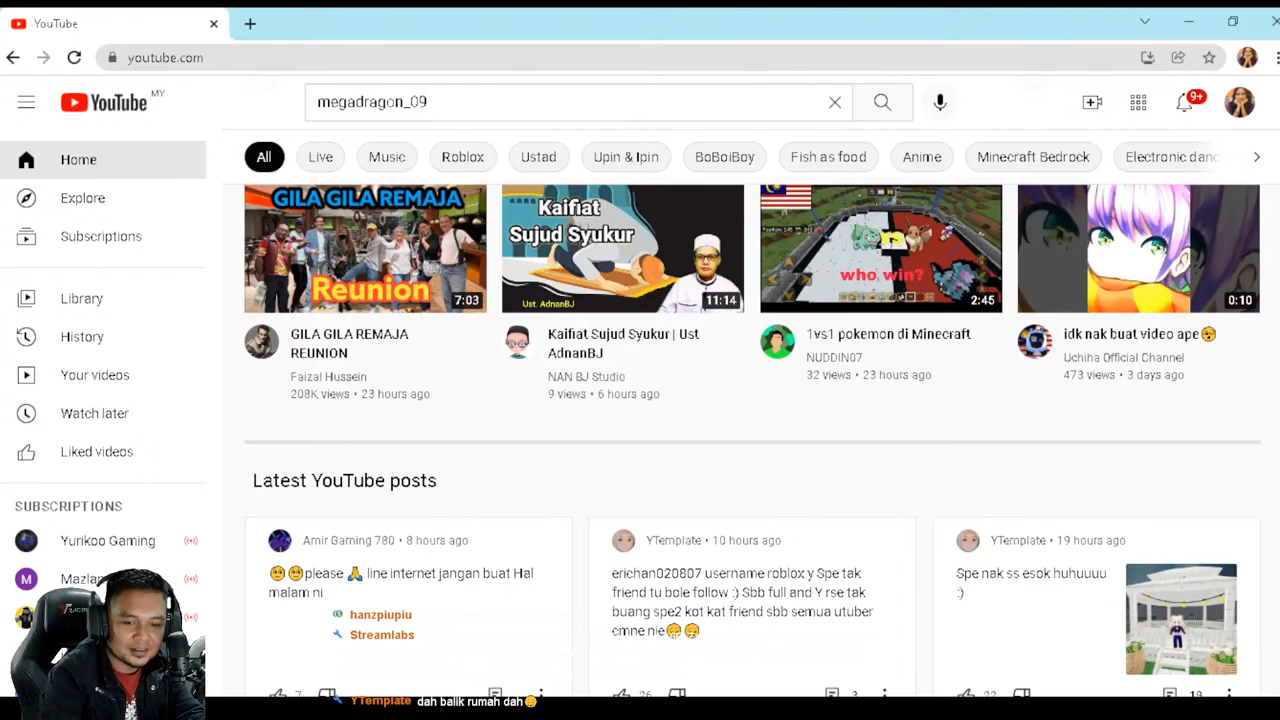 YouTube
youtube.com
YouTube MY
megadragon_09
9+
All
Live
Music
Roblox
Ustad
Upin & Ipin
BoBoiBoy
Fish as food
Anime
Minecraft Bedrock
Electronic danc
Home
Explore
Subscriptions
Library
History
Your videos
Watch later
Liked videos
SUBSCRIPTIONS
Yurikoo Gaming
M
Mazlan
GILA GILA REMAJA
Reunion
7:03
GILA GILA REMAJA
REUNION
Faizal Hussein
208K views • 23 hours ago
Kaifiat
Sujud Syukur
Ust. AdnanBJ
11:14
Kaifiat Sujud Syukur | Ust
AdnanBJ
NAN BJ Studio
9 views • 6 hours ago
vs
who win?
2:45
1vs1 pokemon di Minecraft
NUDDIN07
32 views • 23 hours ago
0:10
idk nak buat video ape😯
Uchiha Official Channel
473 views • 3 days ago
Latest YouTube posts
Amir Gaming 780 • 8 hours ago
🥺🥺please 🙏 line internet jangan buat Hal
malam ni
hanzpiupiu
Streamlabs
7
YTemplate • 10 hours ago
erichan020807 username roblox y Spe tak
friend tu bole follow :) Sbb full and Y rse tak
buang spe2 kot kat friend sbb semua utuber
cmne nie
26
3
YTemplate • 19 hours ago
Spe nak ss esok huhuuuu
:)
22
19
YTemplate dah balik rumah dah